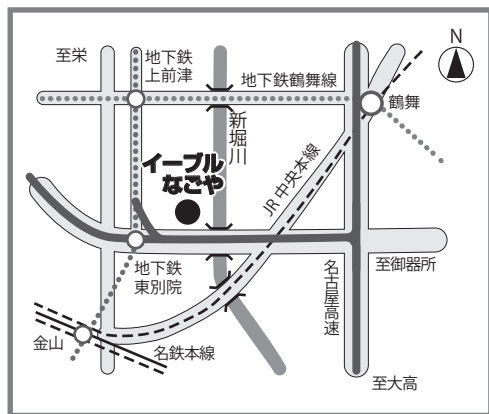 N
至栄
地下鉄
上前津
地下鉄鶴舞線
鶴舞
新堀川
イーブル
なごや
JR中央本線
地下鉄
東別院
名古屋高速
至御器所
金山
名鉄本線
至大高